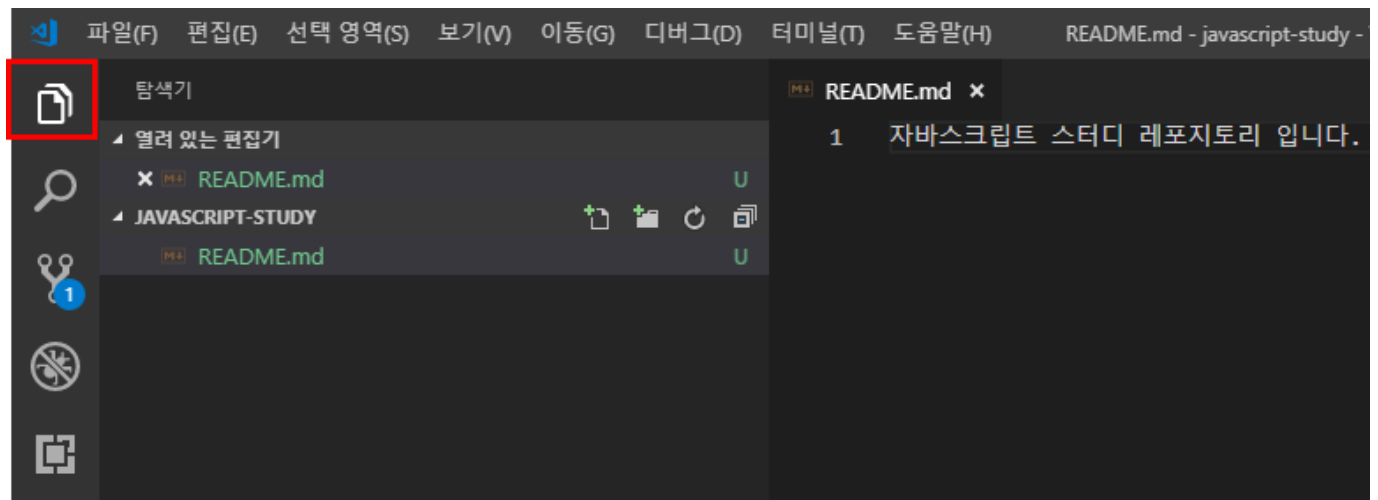 파일(F) 편집(E) 선택 영역(S) 보기(V) 이동(G) 디버그(D) 터미널(T) 도움말(H) README.md - javascript-study -
탐색기
README.md
열려 있는 편집기
1 자바스크립트 스터디 레포지토리 입니다.
README.md U
JAVASCRIPT-STUDY
README.md U
1